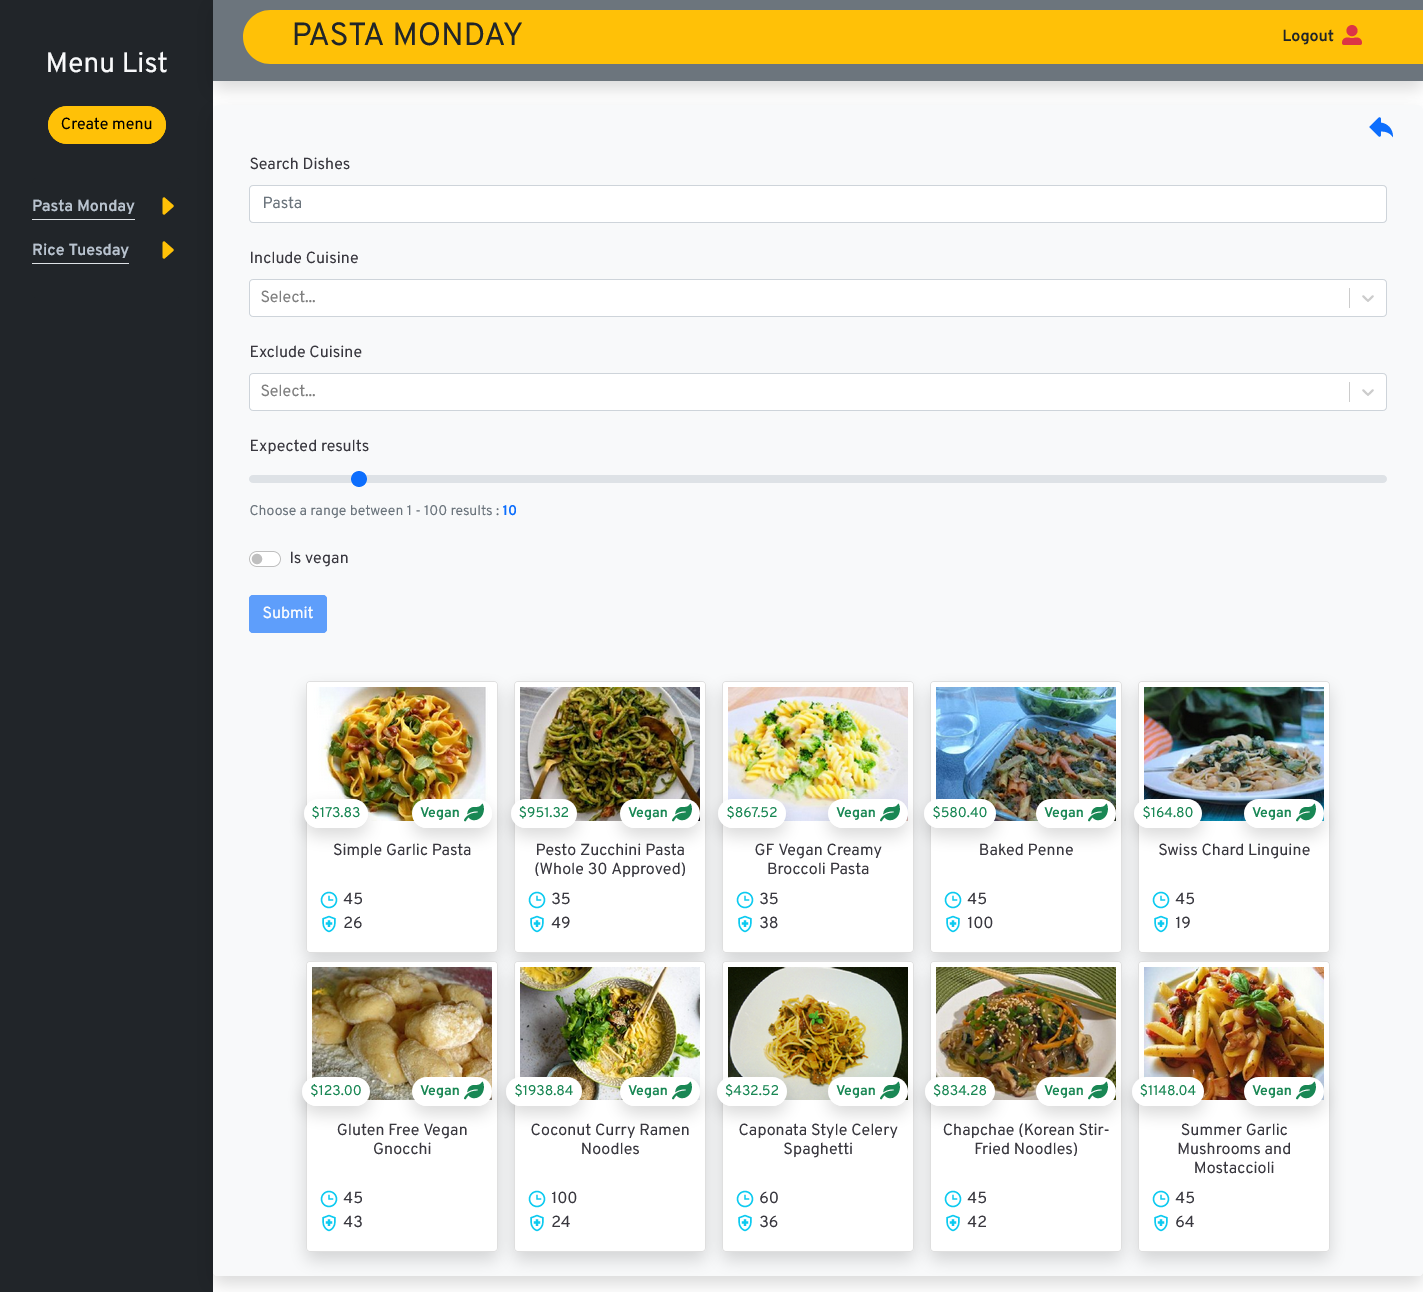 Menu List
Create menu
Pasta Monday
Rice Tuesday
PASTA MONDAY
Logout
Search Dishes
Pasta
Include Cuisine
Select...
Exclude Cuisine
Select...
Expected results
Choose a range between 1 - 100 results : 10
Is vegan
Submit
$173.83 Vegan
Simple Garlic Pasta
45
26
$951.32 Vegan
Pesto Zucchini Pasta
(Whole 30 Approved)
35
49
$867.52 Vegan
GF Vegan Creamy
Broccoli Pasta
35
38
$580.40 Vegan
Baked Penne
45
100
$164.80 Vegan
Swiss Chard Linguine
45
19
$123.00 Vegan
Gluten Free Vegan
Gnocchi
45
43
$1938.84 Vegan
Coconut Curry Ramen
Noodles
100
24
$432.52 Vegan
Caponata Style Celery
Spaghetti
60
36
$834.28 Vegan
Chapchae (Korean Stir-
Fried Noodles)
45
42
$1148.04 Vegan
Summer Garlic
Mushrooms and
Mostaccioli
45
64